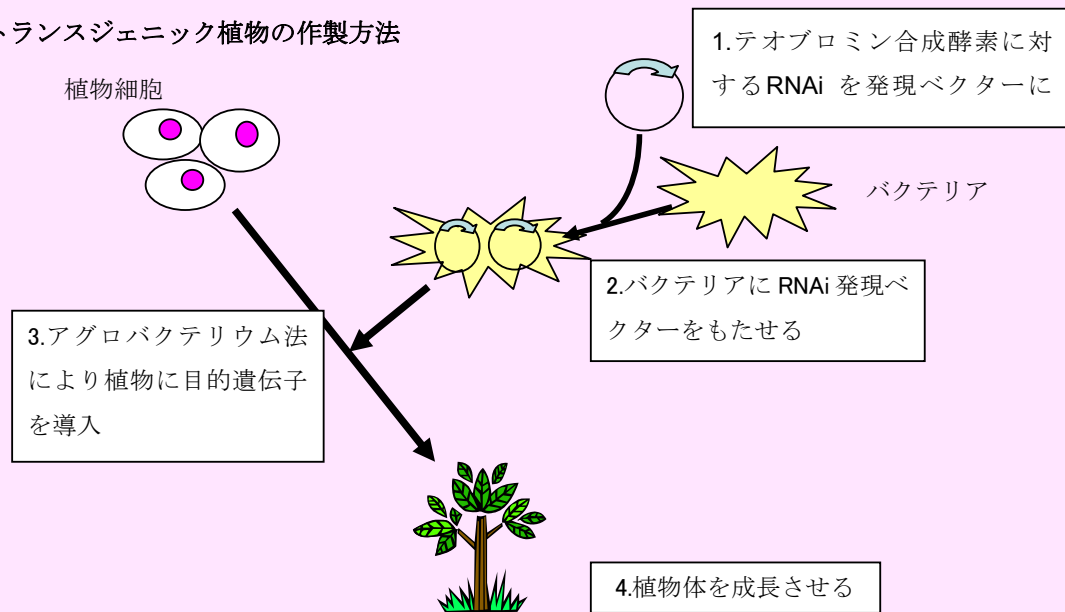 トランスジェニック植物の作製方法
植物細胞
1.テオブロミン合成酵素に対
するRNAi を発現ベクターに
バクテリア
2.バクテリアに RNAi 発現ベ
クターをもたせる
3.アグロバクテリウム法
により植物に目的遺伝子
を導入
4.植物体を成長させる